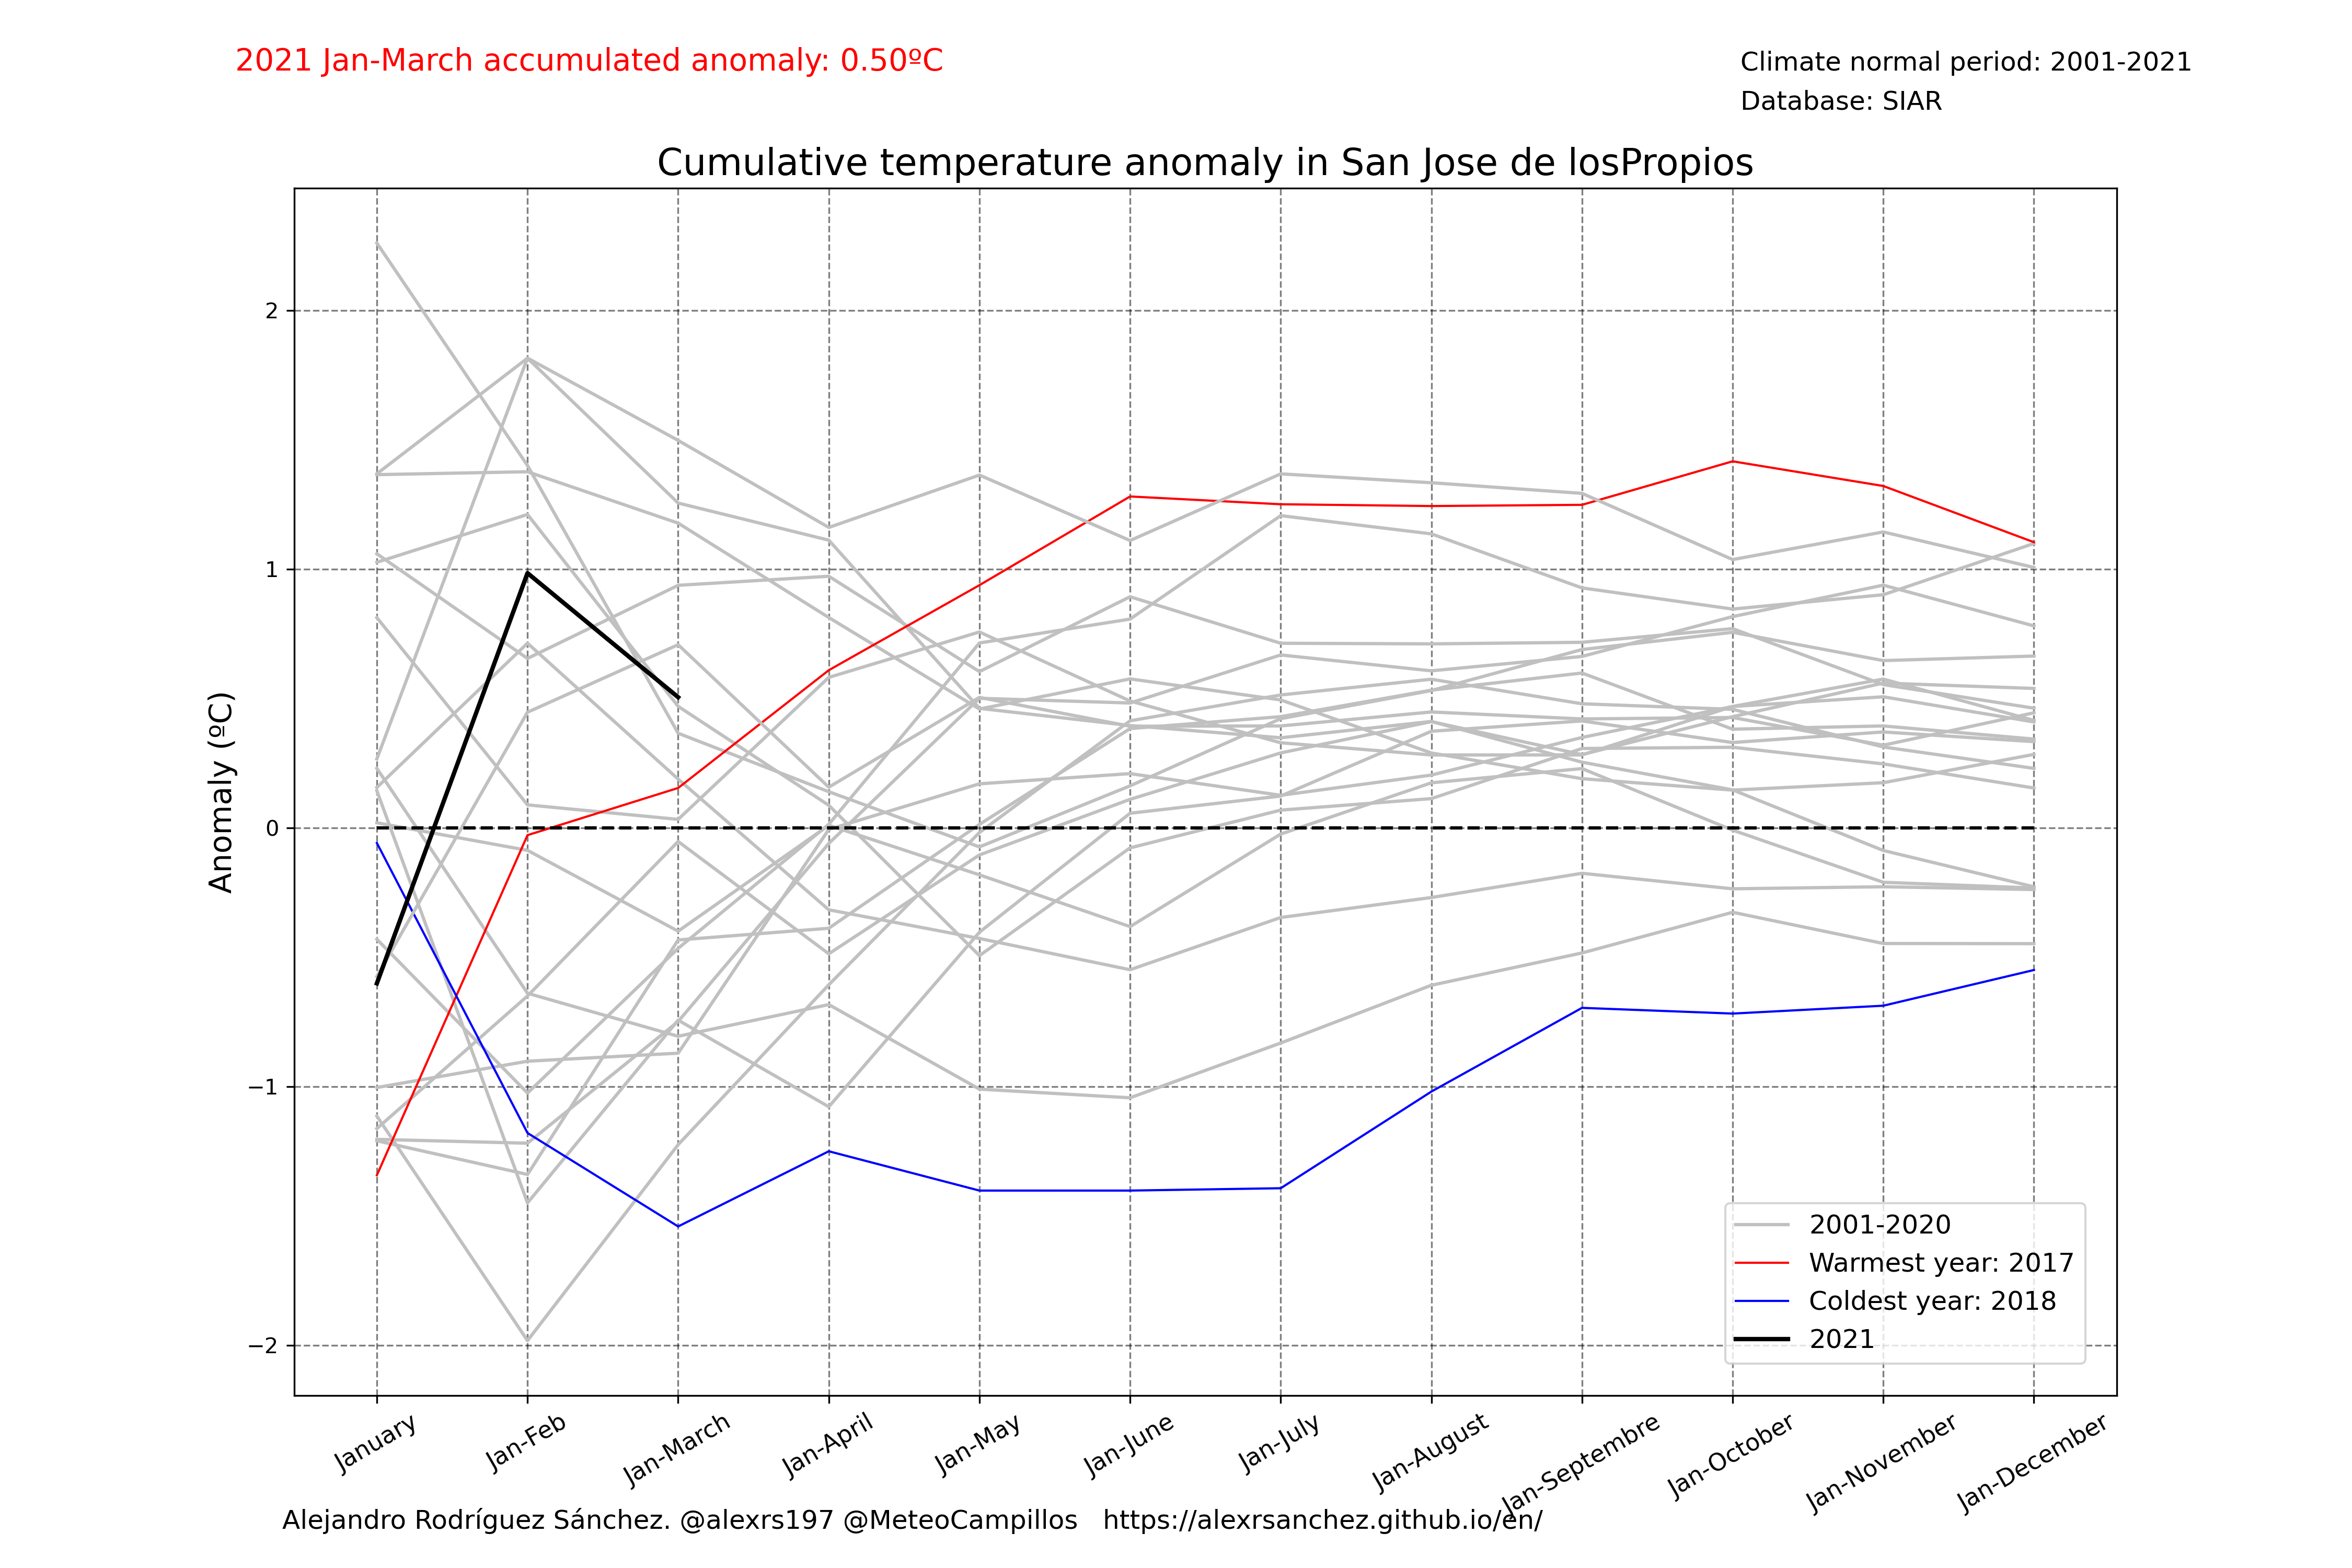 2021 Jan-March accumulated anomaly: 0.50ºC
Climate normal period: 2001-2021
Database: SIAR
Cumulative temperature anomaly in San Jose de losPropios
Anomaly (ºC)
2
1
0
−1
−2
January
Jan-Feb
Jan-March
Jan-April
Jan-May
Jan-June
Jan-July
Jan-August
Jan-Septembre
Jan-October
Jan-November
Jan-December
2001-2020
Warmest year: 2017
Coldest year: 2018
2021
Alejandro Rodríguez Sánchez. @alexrs197 @MeteoCampillos https://alexrsanchez.github.io/en/